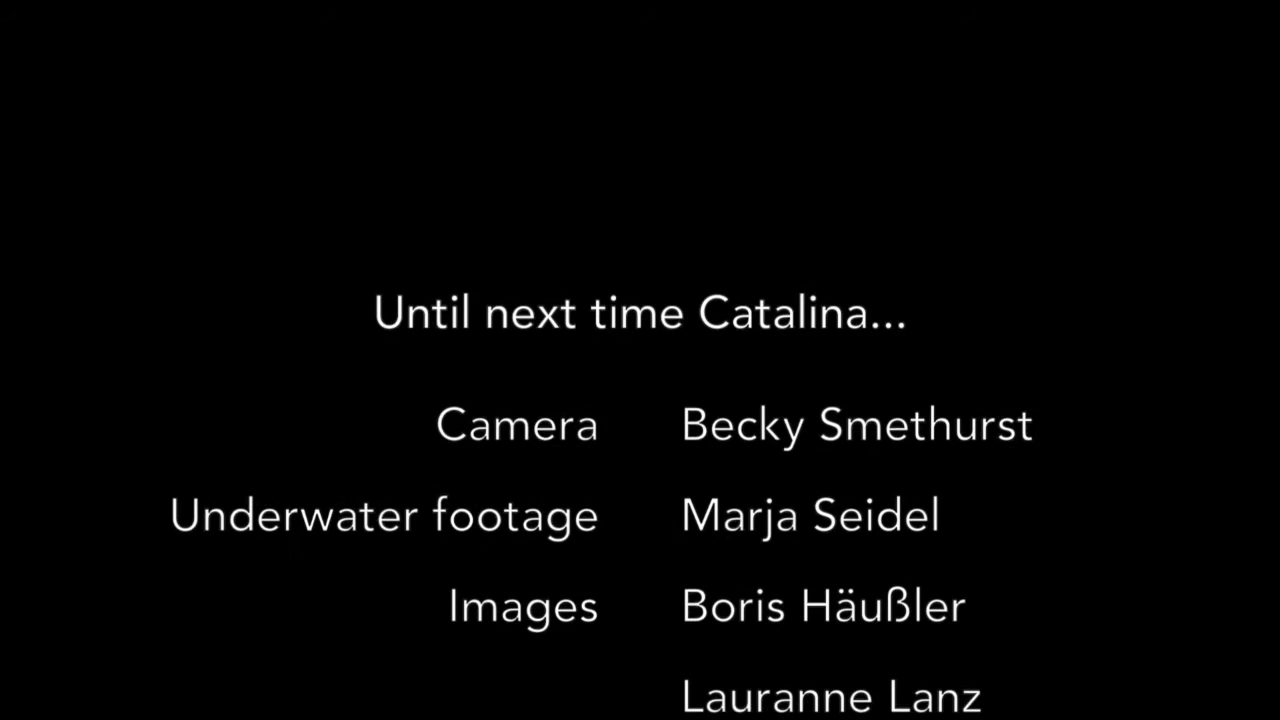 Until next time Catalina...
Camera Becky Smethurst
Underwater footage Marja Seidel
Images Boris Häußler
Lauranne Lanz